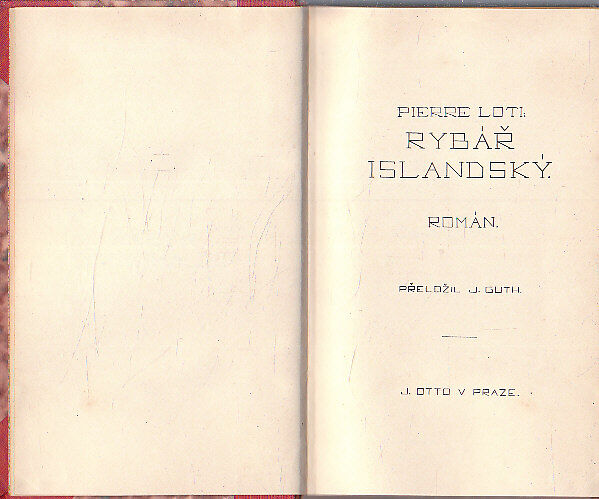 PIERRE LOTI:
RYBÁŘ
ISLANDSKÝ.
ROMÁN.
PŘELOŽIL J. GUTH.
J. OTTO V PRAZE.